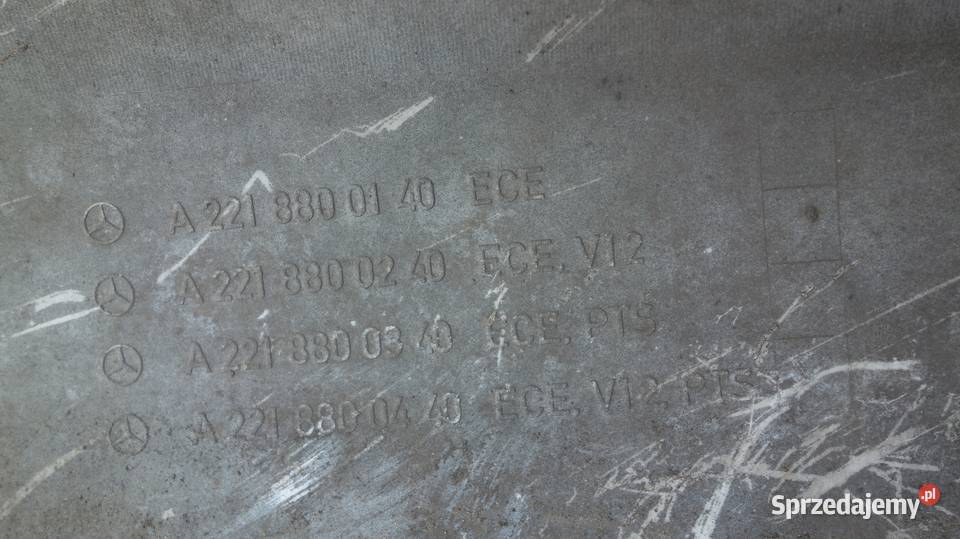 A 221 880 01 40 ECE
A 221 880 02 40 ECE, V12
A 221 880 03 40 ECE, PTS
A 221 880 04 40 ECE, V12, PTS
Sprzedajemy.pl